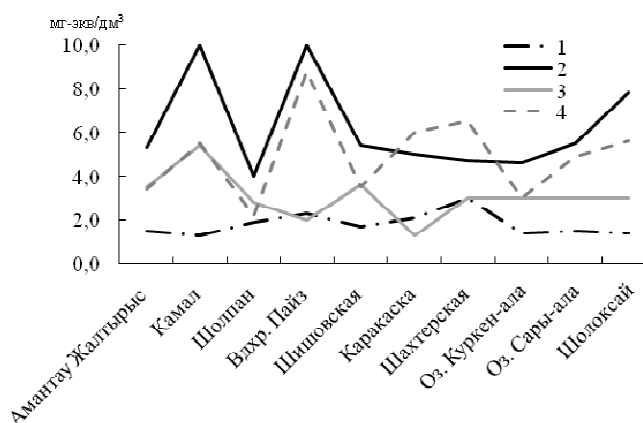 мг-экв/дм³
10,0
8,0
6,0
4,0
2,0
0,0
1
2
3
4
Амантау Жалтырыс
Камал
Шолпан
Вдхр. Пайз
Шишовская
Каракаска
Шахтерская
Оз. Куркен-ала
Оз. Сары-ала
Шолоксай